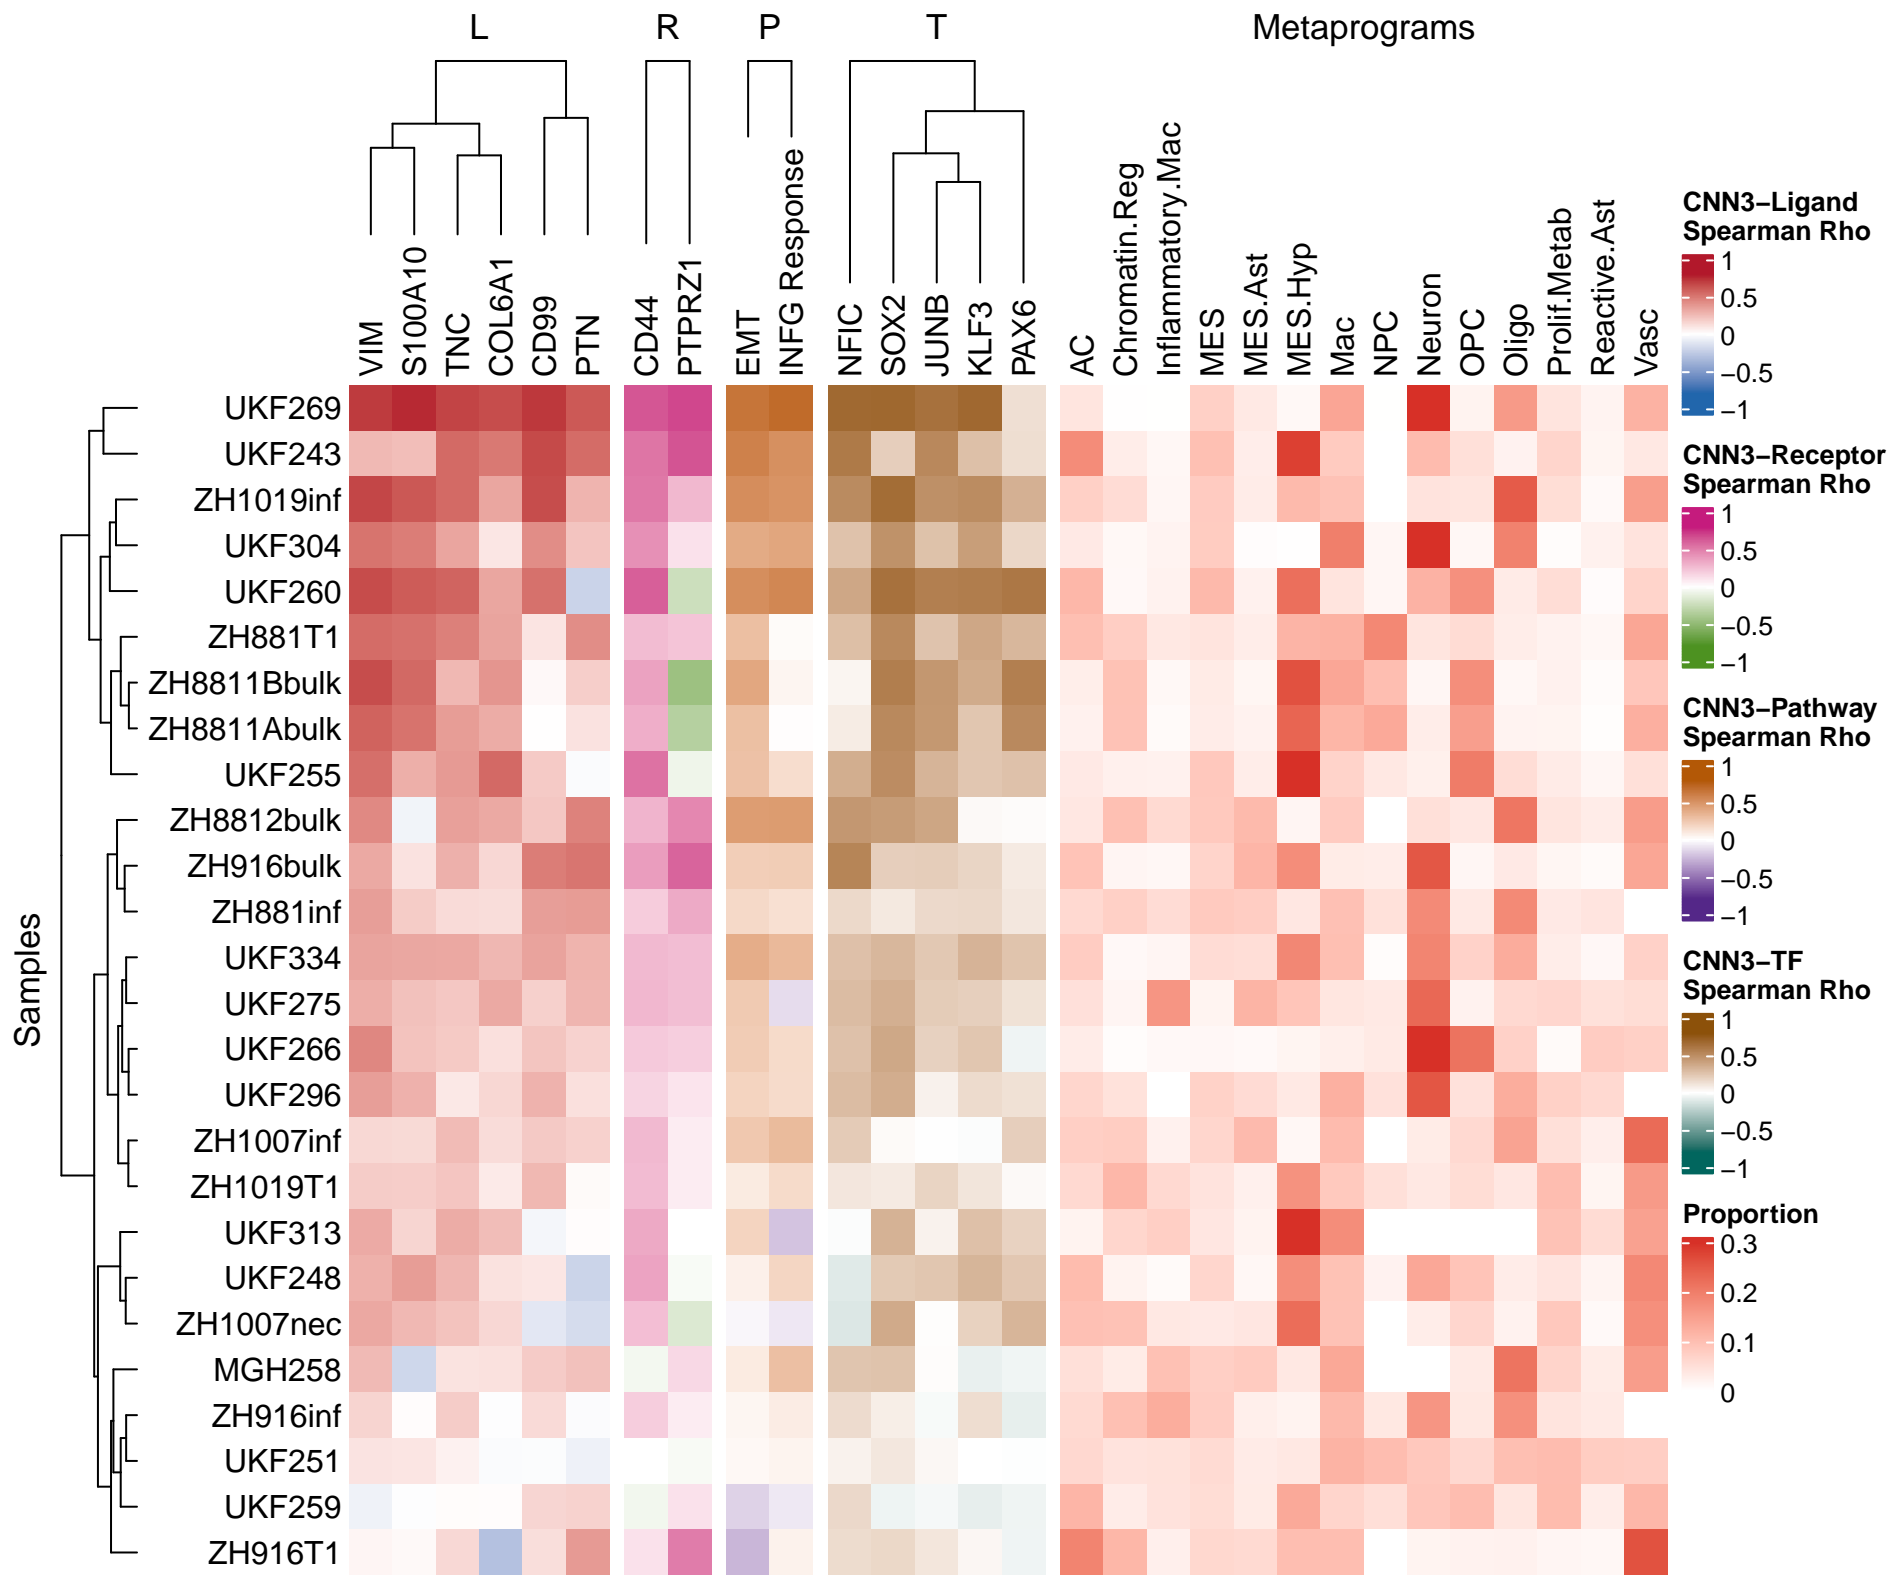 L R P T Metaprograms
VIM
S100A10
TNC
COL6A1
CD99
PTN
CD44
PTPRZ1
EMT
INFG Response
NFIC
SOX2
JUNB
KLF3
PAX6
AC
Chromatin.Reg
Inflammatory.Mac
MES
MES.Ast
MES.Hyp
Mac
NPC
Neuron
OPC
Oligo
Prolif.Metab
Reactive.Ast
Vasc
Samples
UKF269
UKF243
ZH1019inf
UKF304
UKF260
ZH881T1
ZH8811Bbulk
ZH8811Abulk
UKF255
ZH8812bulk
ZH916bulk
ZH881inf
UKF334
UKF275
UKF266
UKF296
ZH1007inf
ZH1019T1
UKF313
UKF248
ZH1007nec
MGH258
ZH916inf
UKF251
UKF259
ZH916T1
CNN3−Ligand
Spearman Rho
1
0.5
0
−0.5
−1
CNN3−Receptor
Spearman Rho
1
0.5
0
−0.5
−1
CNN3−Pathway
Spearman Rho
1
0.5
0
−0.5
−1
CNN3−TF
Spearman Rho
1
0.5
0
−0.5
−1
Proportion
0.3
0.2
0.1
0